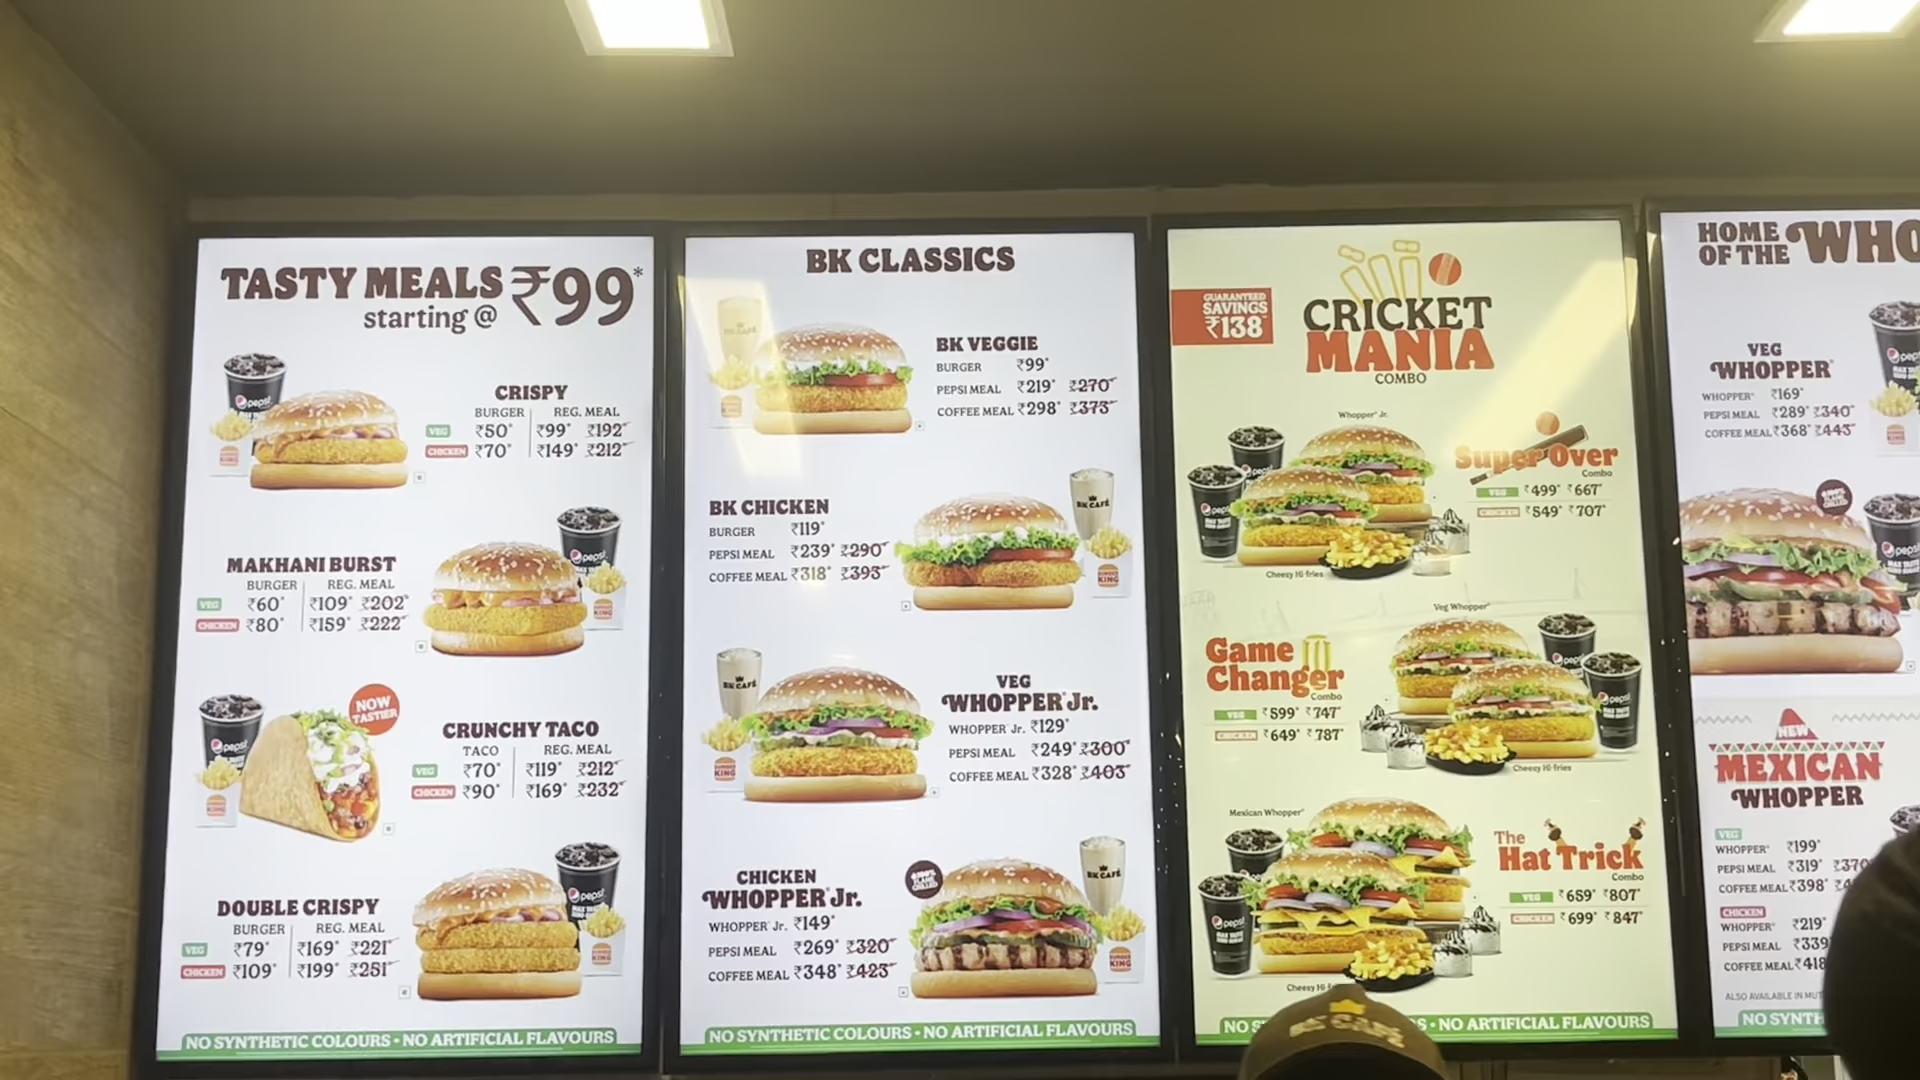 TASTY MEALS ₹99*
starting @
CRISPY
BURGER REG. MEAL
VEG ₹50* ₹99* ₹192*
CHICKEN ₹70* ₹149* ₹212*
MAKHANI BURST
BURGER REG. MEAL
VEG ₹60* ₹109* ₹202*
CHICKEN ₹80* ₹159* ₹222*
NOW
TASTIER
CRUNCHY TACO
TACO REG. MEAL
VEG ₹70* ₹119* ₹212*
CHICKEN ₹90* ₹169* ₹232*
DOUBLE CRISPY
BURGER REG. MEAL
VEG ₹79* ₹169* ₹221*
CHICKEN ₹109* ₹199* ₹251*
NO SYNTHETIC COLOURS • NO ARTIFICIAL FLAVOURS
BK CLASSICS
BK VEGGIE
BURGER ₹99*
PEPSI MEAL ₹219* ₹270*
COFFEE MEAL ₹298* ₹373*
BK CHICKEN
BURGER ₹119*
PEPSI MEAL ₹239* ₹290*
COFFEE MEAL ₹318* ₹393*
BK CAFÉ
BURGER
KING
BK CAFÉ
VEG
WHOPPER® Jr.
WHOPPER® Jr. ₹129*
PEPSI MEAL ₹249* ₹300*
COFFEE MEAL ₹328* ₹403*
CHICKEN
WHOPPER® Jr.
WHOPPER® Jr. ₹149*
PEPSI MEAL ₹269* ₹320*
COFFEE MEAL ₹348* ₹423*
BK CAFÉ
NO SYNTHETIC COLOURS • NO ARTIFICIAL FLAVOURS
GUARANTEED
SAVINGS
₹138*
CRICKET
MANIA
COMBO
Whopper® Jr.
Super Over
Combo
VEG ₹499* ₹667*
CHICKEN ₹549* ₹707*
Cheesy Hi-fries
Veg Whopper®
Game
Changer
Combo
VEG ₹599* ₹747*
CHICKEN ₹649* ₹787*
Cheesy Hi-fries
Mexican Whopper®
The
Hat Trick
Combo
VEG ₹659* ₹807*
CHICKEN ₹699* ₹847*
Cheesy Hi-f
NO S S • NO ARTIFICIAL FLAVOURS
HOME
OF THE WHO
VEG
WHOPPER®
WHOPPER® ₹169*
PEPSI MEAL ₹289* ₹340*
COFFEE MEAL ₹368* ₹443*
pepsi
NEW
MEXICAN
WHOPPER
VEG
WHOPPER® ₹199*
PEPSI MEAL ₹319* ₹370
COFFEE MEAL ₹398* ₹4
CHICKEN
WHOPPER® ₹219*
PEPSI MEAL ₹339
COFFEE MEAL ₹418
ALSO AVAILABLE IN MUT
NO SYNTH